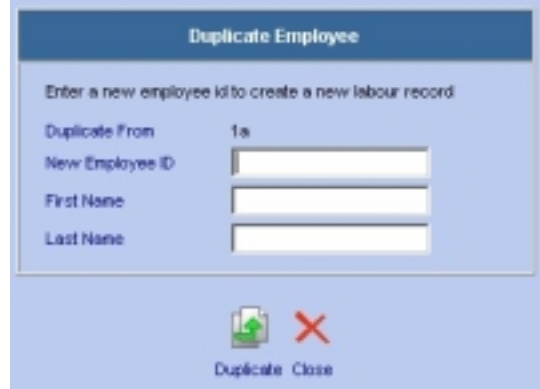 Duplicate Employee
Enter a new employee id to create a new labour record
Duplicate From 1a
New Employee ID
First Name
Last Name
Duplicate Close